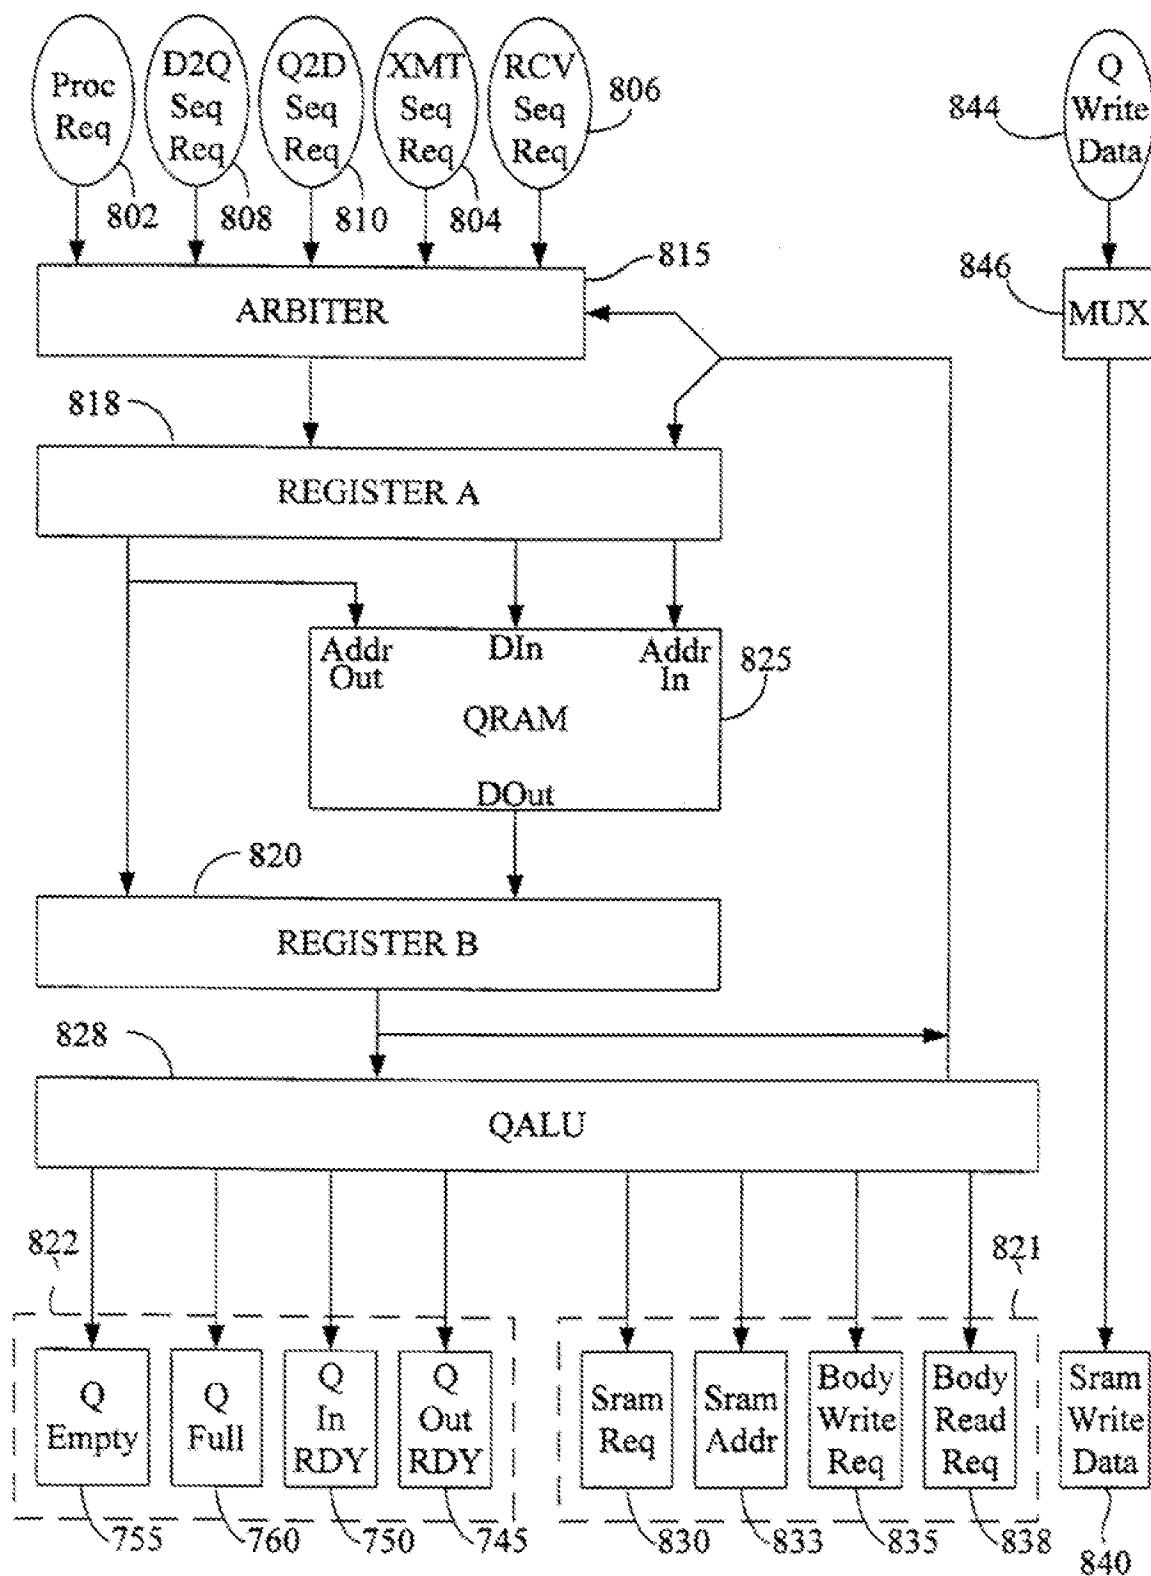 Proc
Req
D2Q
Seq
Req
Q2D
Seq
Req
XMT
Seq
Req
RCV
Seq
Req
806
844
Q
Write
Data
802
808
810
804
815
846
ARBITER
MUX
818
REGISTER A
Addr
Out
DIn
Addr
In
825
QRAM
DOut
820
REGISTER B
828
QALU
822
821
Q
Empty
Q
Full
Q
In
RDY
Q
Out
RDY
Sram
Req
Sram
Addr
Body
Write
Req
Body
Read
Req
Sram
Write
Data
755
760
750
745
830
833
835
838
840